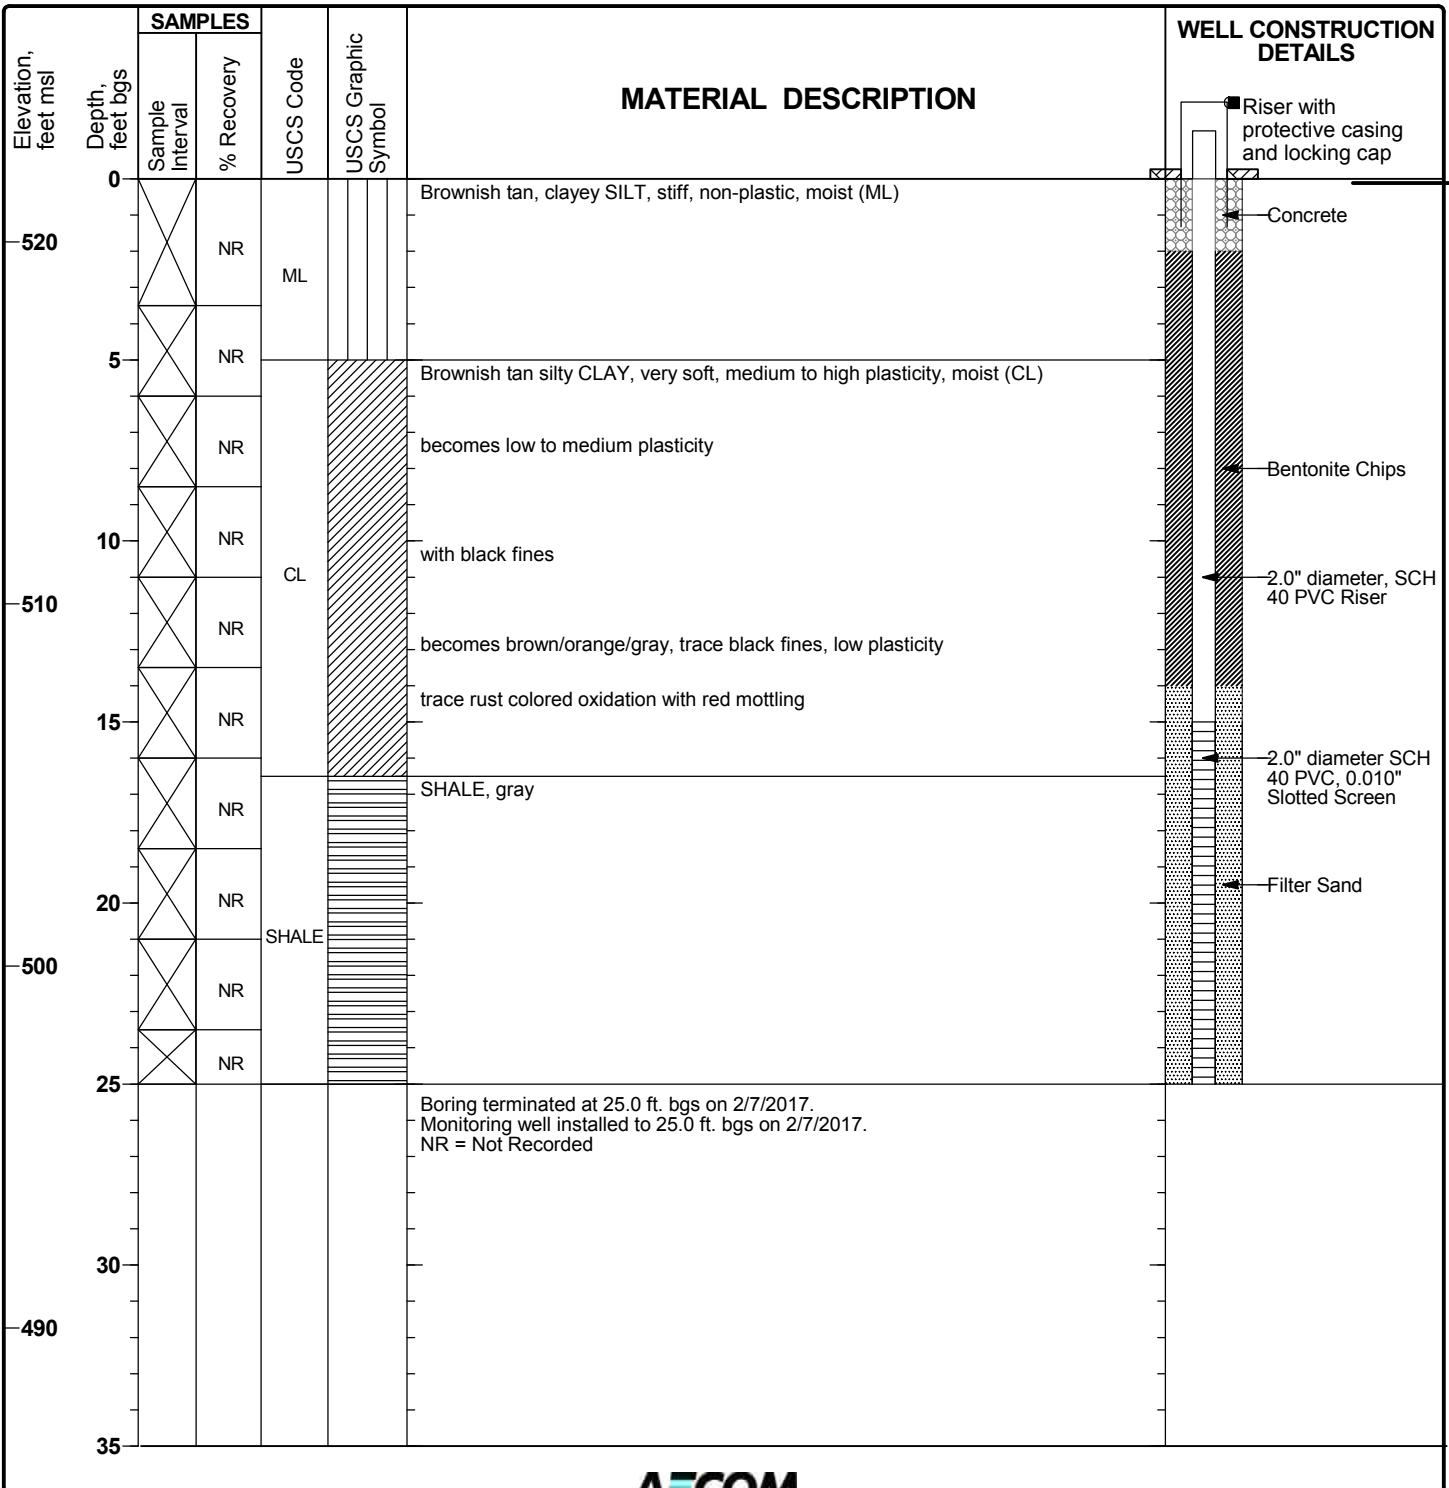 SAMPLES
Elevation,
feet msl
Depth,
feet bgs
Sample
Interval
% Recovery
USCS Code
USCS Graphic
Symbol
MATERIAL DESCRIPTION
WELL CONSTRUCTION
DETAILS
Riser with
protective casing
and locking cap
0
Brownish tan, clayey SILT, stiff, non-plastic, moist (ML)
Concrete
520
NR
ML
NR
5
Brownish tan silty CLAY, very soft, medium to high plasticity, moist (CL)
becomes low to medium plasticity
NR
Bentonite Chips
10
NR
with black fines
CL
2.0" diameter, SCH
40 PVC Riser
510
NR
becomes brown/orange/gray, trace black fines, low plasticity
trace rust colored oxidation with red mottling
15
NR
2.0" diameter SCH
40 PVC, 0.010"
Slotted Screen
SHALE, gray
NR
Filter Sand
20
NR
SHALE
500
NR
NR
25
Boring terminated at 25.0 ft. bgs on 2/7/2017.
Monitoring well installed to 25.0 ft. bgs on 2/7/2017.
NR = Not Recorded
30
490
35
AECOM